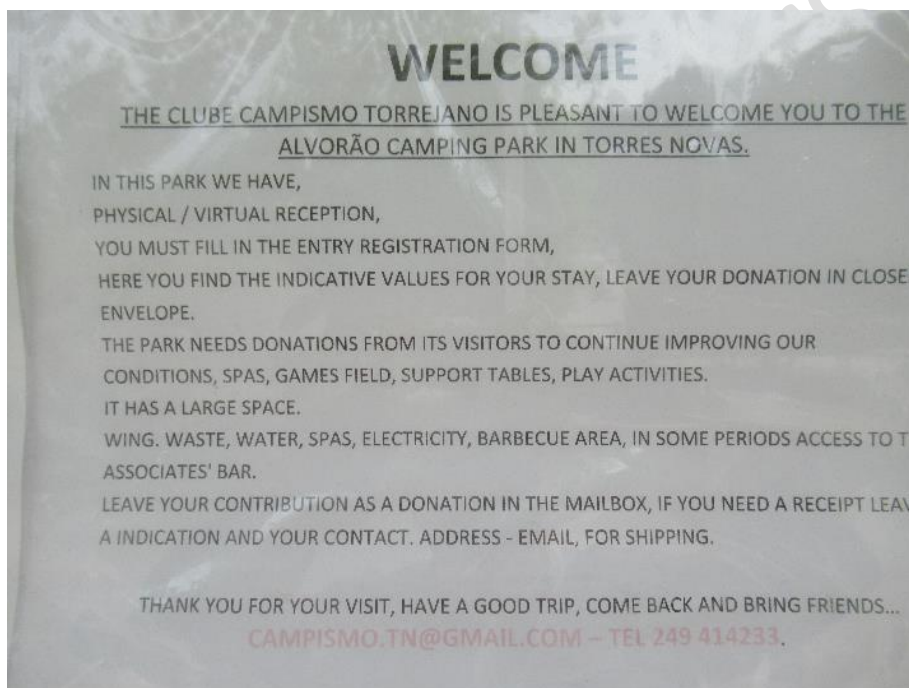 WELCOME
THE CLUBE CAMPISMO TORREJANO IS PLEASANT TO WELCOME YOU TO THE
ALVORÃO CAMPING PARK IN TORRES NOVAS.
IN THIS PARK WE HAVE,
PHYSICAL / VIRTUAL RECEPTION,
YOU MUST FILL IN THE ENTRY REGISTRATION FORM,
HERE YOU FIND THE INDICATIVE VALUES FOR YOUR STAY, LEAVE YOUR DONATION IN CLOSE
ENVELOPE.
THE PARK NEEDS DONATIONS FROM ITS VISITORS TO CONTINUE IMPROVING OUR
CONDITIONS, SPAS, GAMES FIELD, SUPPORT TABLES, PLAY ACTIVITIES.
IT HAS A LARGE SPACE.
WING. WASTE, WATER, SPAS, ELECTRICITY, BARBECUE AREA, IN SOME PERIODS ACCESS TO T
ASSOCIATES' BAR.
LEAVE YOUR CONTRIBUTION AS A DONATION IN THE MAILBOX, IF YOU NEED A RECEIPT LEAV
A INDICATION AND YOUR CONTACT. ADDRESS - EMAIL, FOR SHIPPING.
THANK YOU FOR YOUR VISIT, HAVE A GOOD TRIP, COME BACK AND BRING FRIENDS...
CAMPISMO.TN@GMAIL.COM – TEL 249 414233.